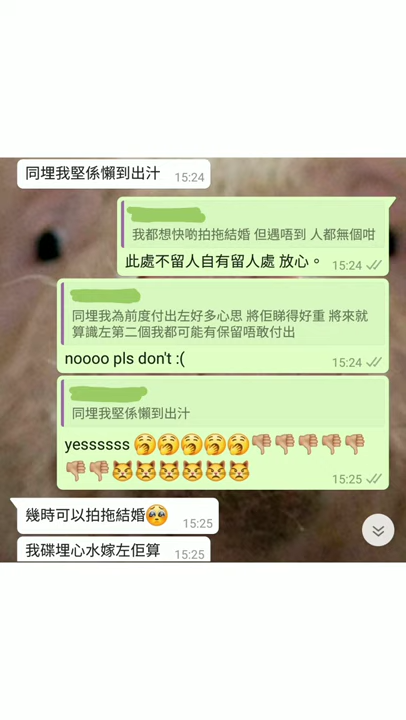 同埋我堅係懶到出汁 15:24
我都想快啲拍拖結婚 但遇唔到 人都無個咁
此處不留人自有留人處 放心。 15:24
同埋我為前度付出左好多心思 將佢睇得好重 將來就
算識左第二個我都可能有保留唔敢付出
noooo pls don't :( 15:24
同埋我堅係懶到出汁
yessssss 🥱🥱🥱🥱🥱👎🏼👎🏼👎🏼👎🏼👎🏼
👎🏼👎🏼😼😼😼😼😼😼 15:25
幾時可以拍拖結婚🥺 15:25
我碟埋心水嫁左佢算 15:25